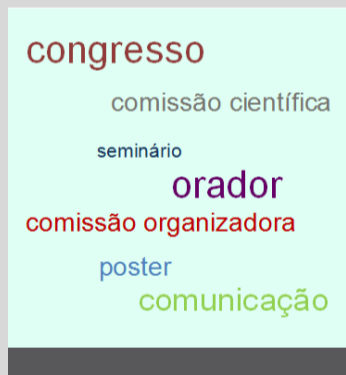 congresso
comissão científica
seminário
orador
comissão organizadora
poster
comunicação